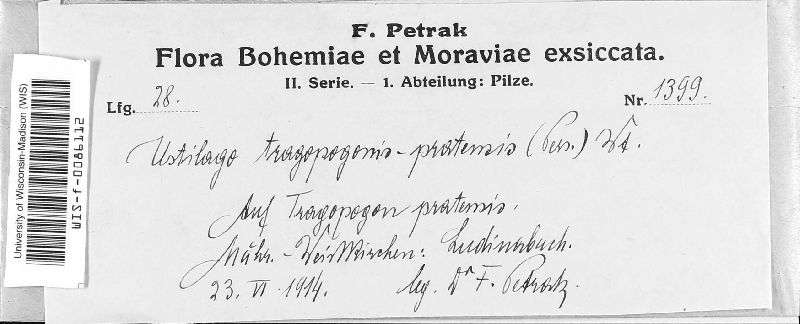 F. Petrak
Flora Bohemiae et Moraviae exsiccata.
II. Serie. — 1. Abteilung: Pilze.
Lfg. 28.
Nr. 1399.
Ustilago tragopogonis-pratensis (Pers.) Wt.
Auf Tragopogon pratensis.
Mähr.-Weisskirchen: Ludinabach.
23. VI. 1914. leg. Dr F. Petrak.
University of Wisconsin-Madison (WIS)
WIS-f-0086112